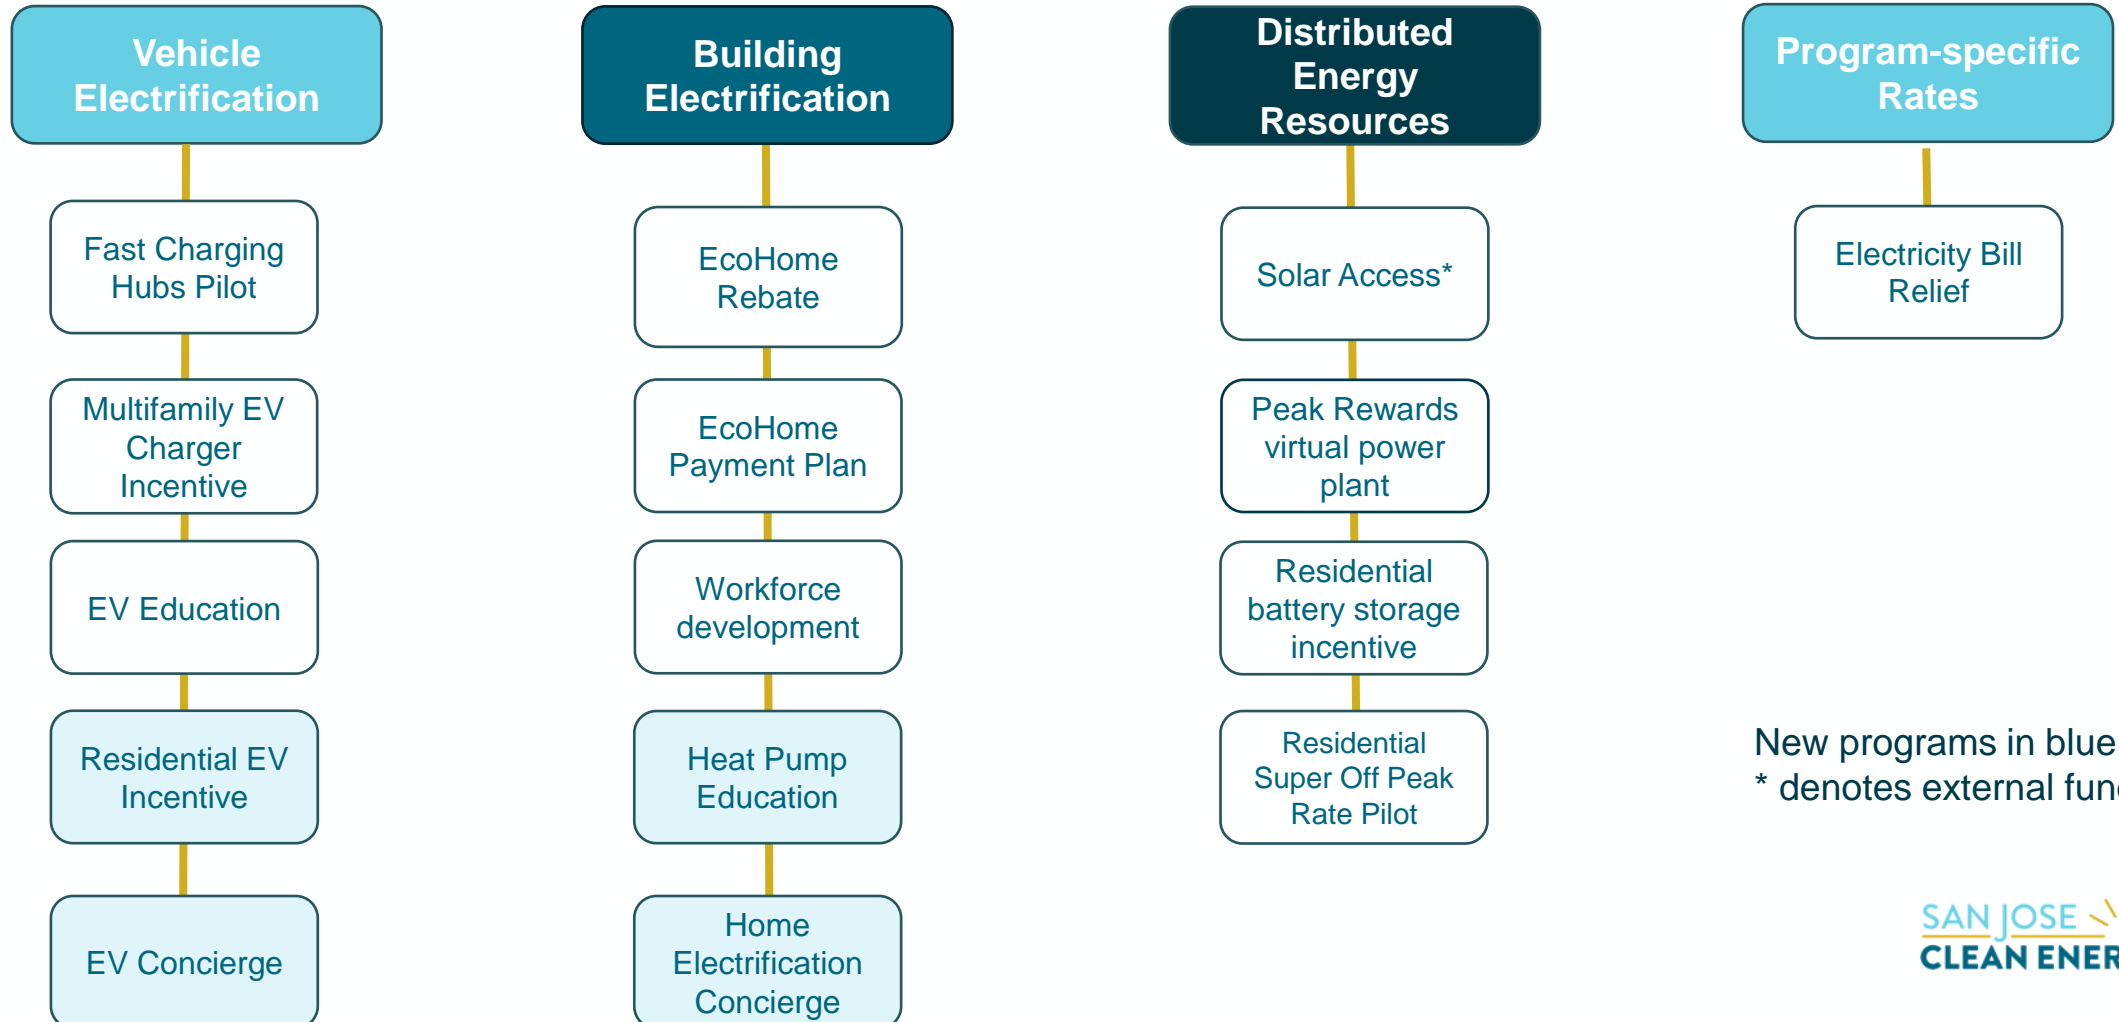 Vehicle
Electrification
Fast Charging
Hubs Pilot
Multifamily EV
Charger
Incentive
EV Education
Residential EV
Incentive
EV Concierge
Building
Electrification
EcoHome
Rebate
EcoHome
Payment Plan
Workforce
development
Heat Pump
Education
Home
Electrification
Concierge
Distributed
Energy
Resources
Solar Access*
Peak Rewards
virtual power
plant
Residential
battery storage
incentive
Residential
Super Off Peak
Rate Pilot
Program-specific
Rates
Electricity Bill
Relief
New programs in blue
* denotes external
SAN JOSE
CLEAN